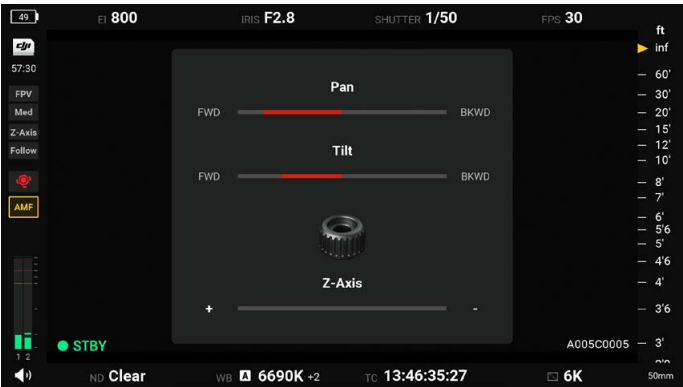 49
EI 800
IRIS F2.8
SHUTTER 1/50
FPS 30
ft
dji
57:30
FPV
Med
Z-Axis
Follow
AMF
Pan
FWD
BKWD
Tilt
FWD
BKWD
Z-Axis
+
-
inf
60'
30'
20'
15'
12'
10'
8'
7'
6'
5'6
5'
4'6
4'
3'6
3'
1 2
STBY
A005C0005
ND Clear
WB A 6690K +2
TC 13:46:35:27
6K
50mm